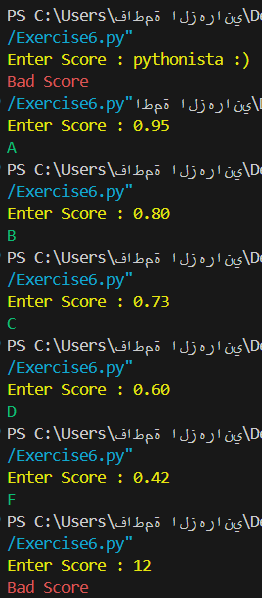 PS C:\Users\فاطمة الزهراني\D
/Exercise6.py"
Enter Score : pythonista :)
Bad Score
/Exercise6.py"اطمة الزهراني\
Enter Score : 0.95
A
PS C:\Users\فاطمة الزهراني\De
/Exercise6.py"
Enter Score : 0.80
B
PS C:\Users\فاطمة الزهراني\De
/Exercise6.py"
Enter Score : 0.73
C
PS C:\Users\فاطمة الزهراني\De
/Exercise6.py"
Enter Score : 0.60
D
PS C:\Users\فاطمة الزهراني\De
/Exercise6.py"
Enter Score : 0.42
F
PS C:\Users\فاطمة الزهراني\De
/Exercise6.py"
Enter Score : 12
Bad Score